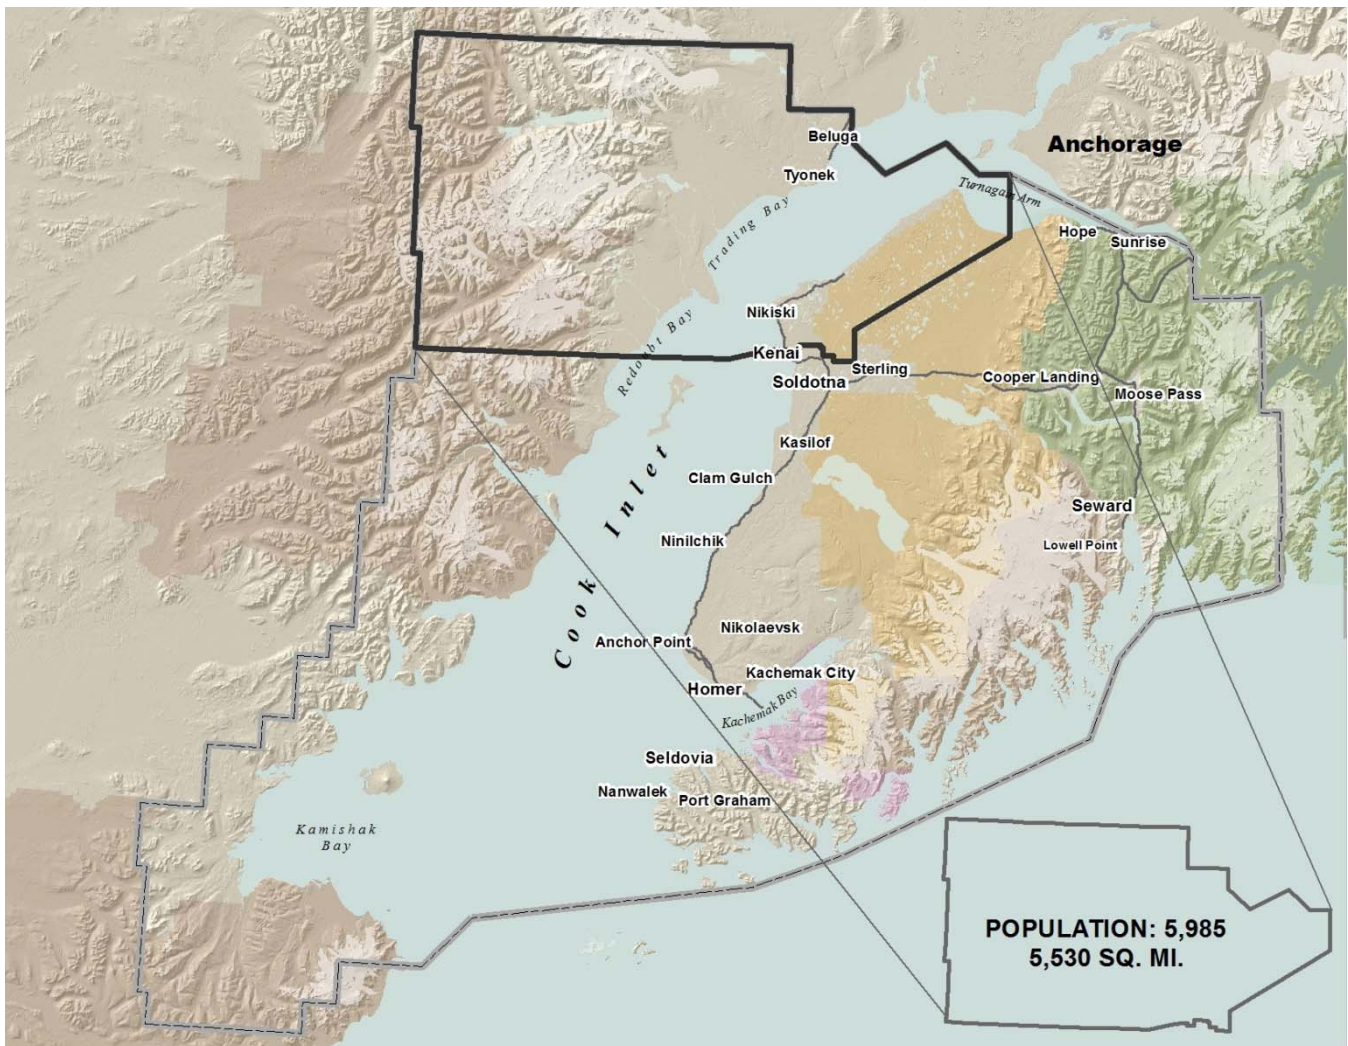 Beluga
Anchorage
Tyonek
Turnagain Arm
Trading Bay
Hope
Sunrise
Nikiski
Redoubt Bay
Kenai
Sterling
Soldotna
Cooper Landing
Moose Pass
Kasilof
Cook Inlet
Clam Gulch
Seward
Ninilchik
Lowell Point
Nikolaevsk
Anchor Point
Kachemak City
Homer
Kachemak Bay
Seldovia
Nanwalek
Port Graham
Kamishak
Bay
POPULATION: 5,985
5,530 SQ. MI.